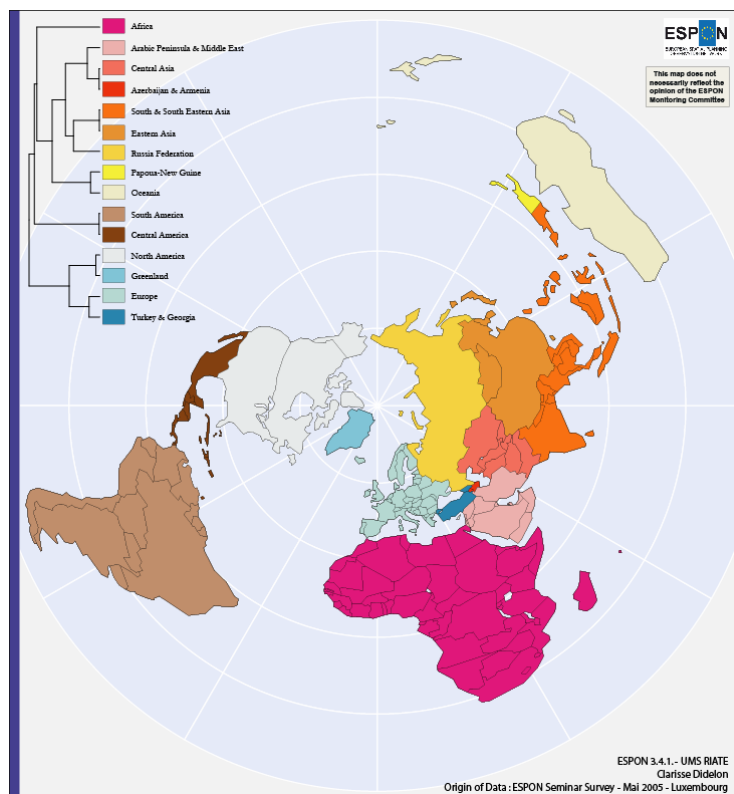 Africa
Arabic Peninsula & Middle East
Central Asia
Azerbaijan & Armenia
South & South Eastern Asia
Eastern Asia
Russia Federation
Papoua-New Guine
Oceania
South America
Central America
North America
Greenland
Europe
Turkey & Georgia
ESPON
This map does not
necessarily reflect the
opinion of the ESPON
Monitoring Committee
ESPON 3.4.1.- UMS RIATE
Clarisse Didelon
Origin of Data : ESPON Seminar Survey - Mai 2005 - Luxembourg